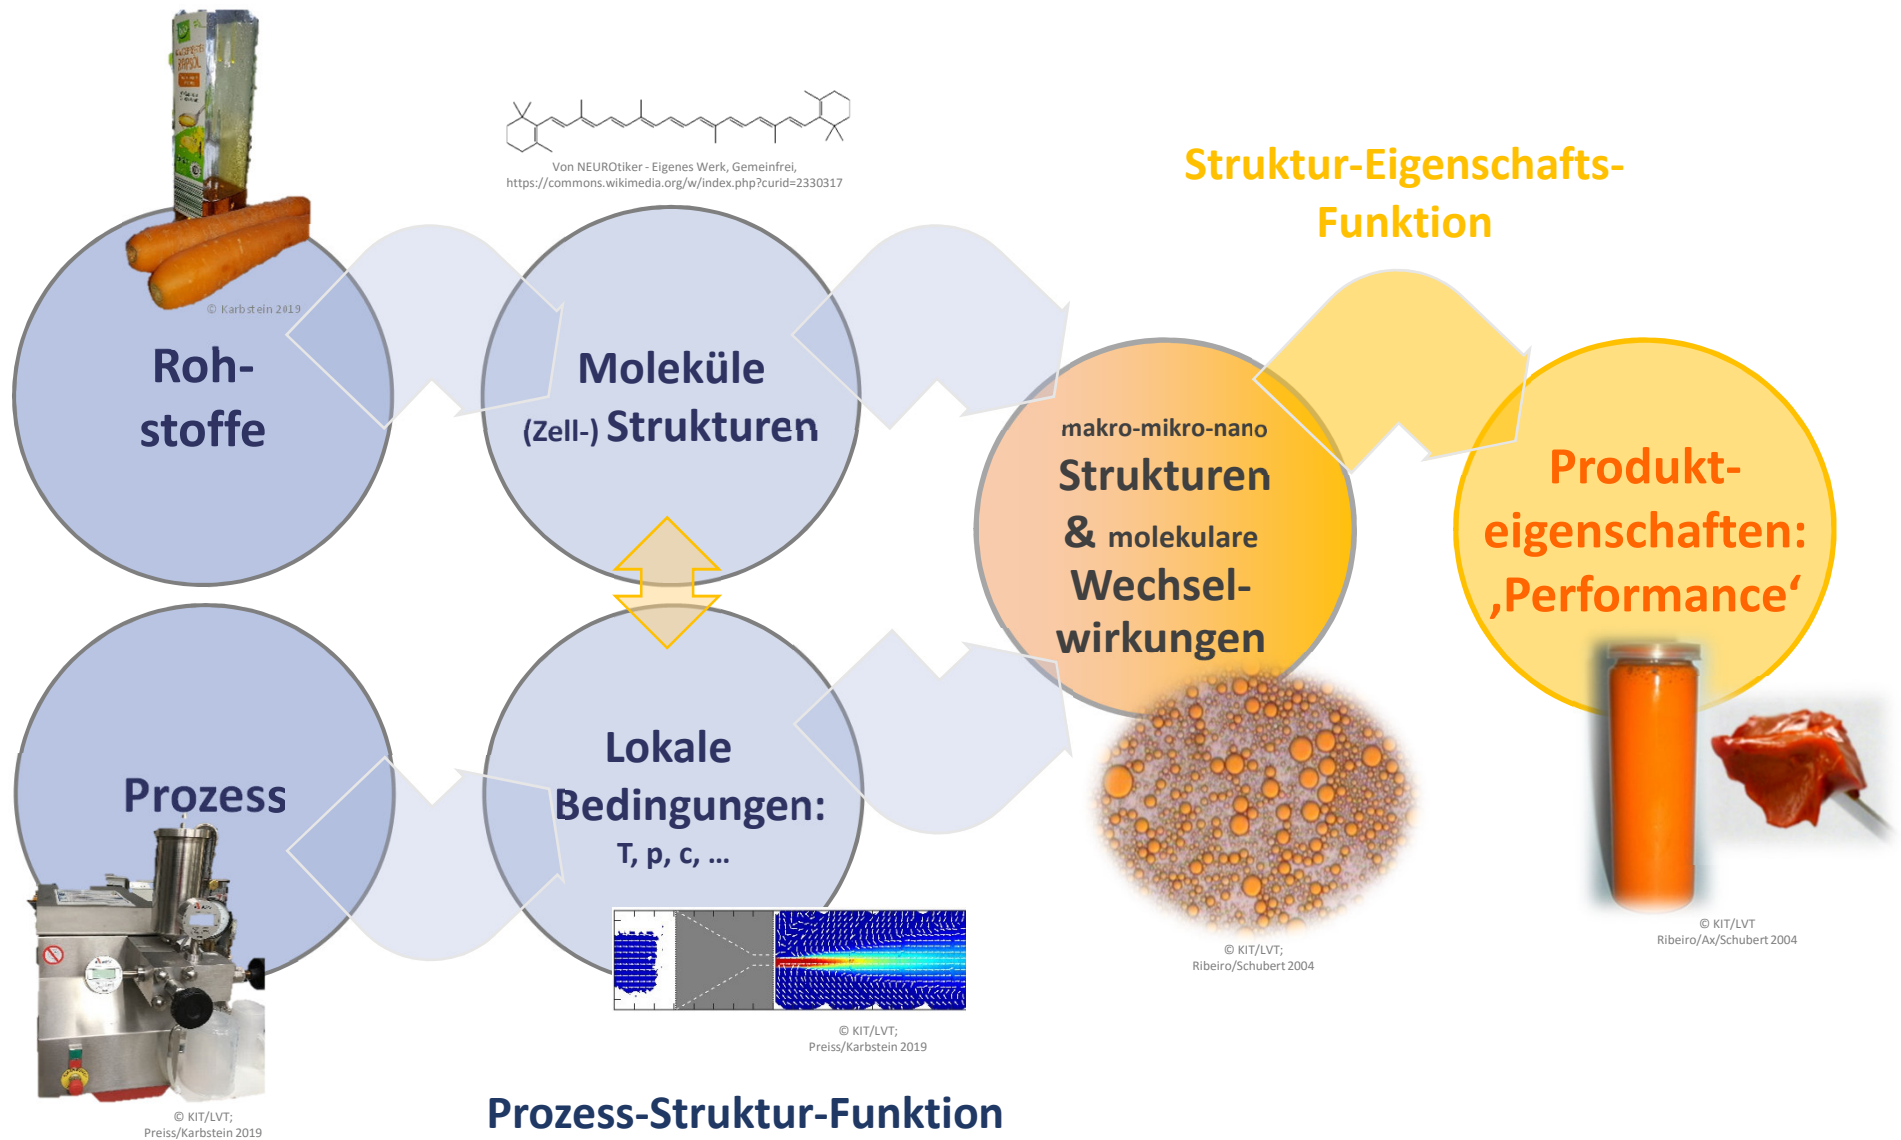 RAPSÖL
Von NEUROtiker - Eigenes Werk, Gemeinfrei,
https://commons.wikimedia.org/w/index.php?curid=2330317
Struktur-Eigenschafts-
Funktion
© Karbstein 2019
Roh-
stoffe
Moleküle
(Zell-) Strukturen
makro-mikro-nano
Strukturen
& molekulare
Wechsel-
wirkungen
Produkt-
eigenschaften:
‚Performance‘
Prozess
Lokale
Bedingungen:
T, p, c, ...
© KIT/LVT;
Ribeiro/Schubert 2004
© KIT/LVT
Ribeiro/Ax/Schubert 2004
© KIT/LVT;
Preiss/Karbstein 2019
© KIT/LVT;
Preiss/Karbstein 2019
Prozess-Struktur-Funktion